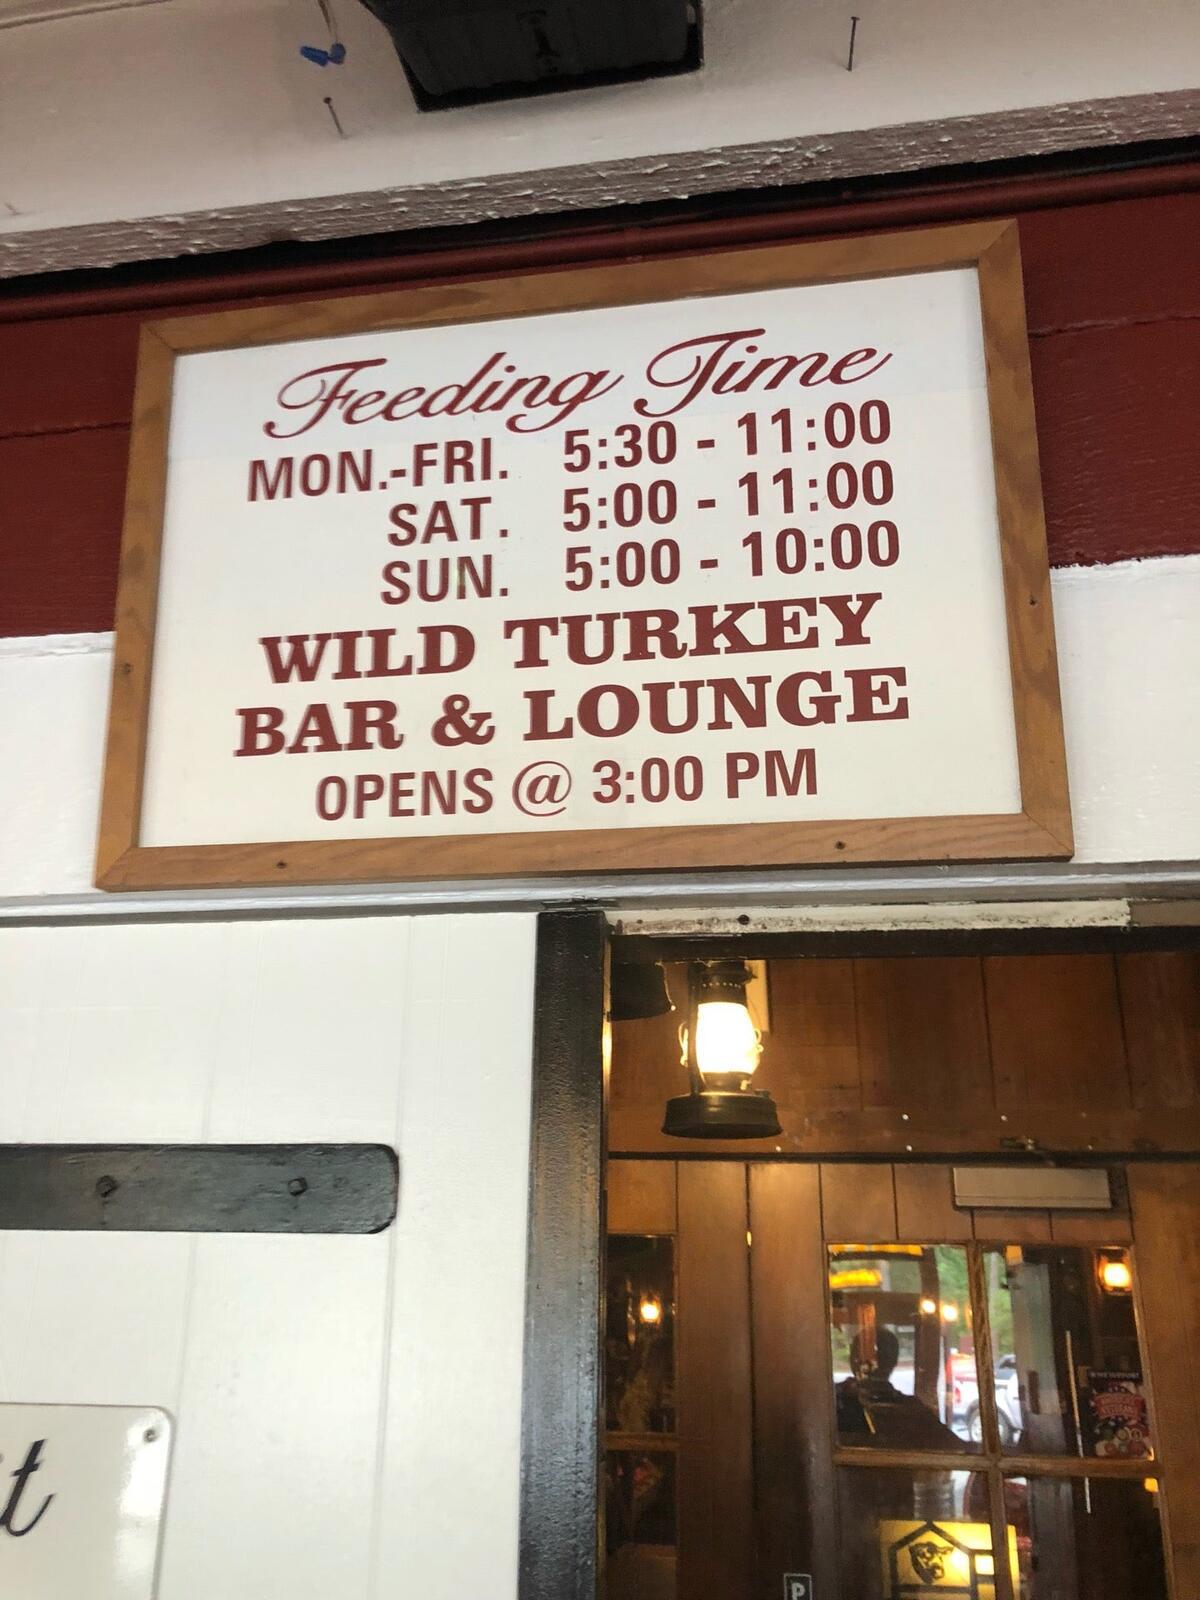 Feeding Time
MON.-FRI. 5:30 - 11:00
SAT. 5:00 - 11:00
SUN. 5:00 - 10:00
WILD TURKEY
BAR & LOUNGE
OPENS @ 3:00 PM
P